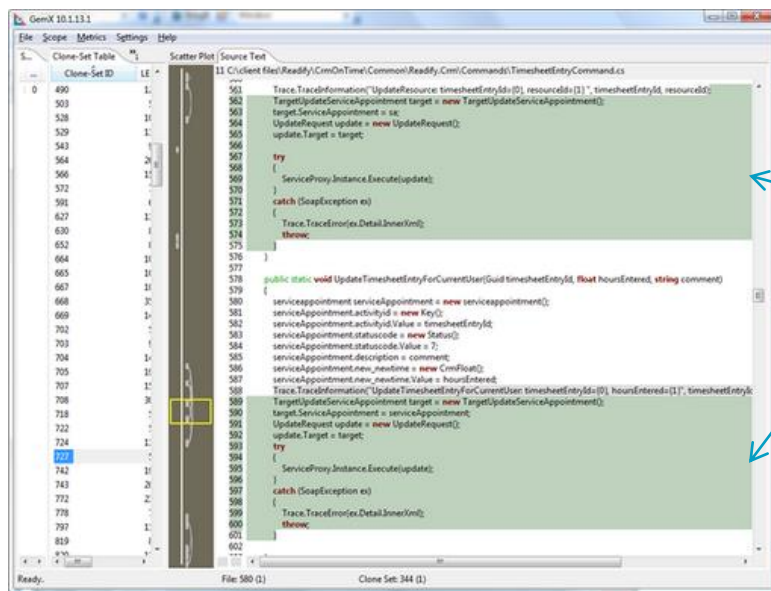 GemX 10.1.13.1
File Scope Metrics Settings Help
S... Clone-Set Table Scatter Plot Source Text
... Clone-Set ID LE
11 C:\client files\Readify\CrmOnTime\Common\Readify.Crm\Commands\TimesheetEntryCommand.cs
0 490
503
528
529
543
564
566
572
591
627
630
652
664
665
667
668
669
702
703
704
705
707
708
718
722
724
727
742
743
772
778
797
819
561 Trace.TraceInformation("UpdateResource: timesheetId={0}, resourceId={1} ", timesheetEntryId, resourceId);
562 TargetUpdateServiceAppointment target = new TargetUpdateServiceAppointment();
563 target.ServiceAppointment = sa;
564 UpdateRequest update = new UpdateRequest();
565 update.Target = target;
566
567 try
568 {
569 ServiceProxy.Instance.Execute(update);
570 }
571 catch (SoapException ex)
572 {
573 Trace.TraceError(ex.Detail.InnerXml);
574 throw;
575 }
576 }
577
578 public static void UpdateTimesheetEntryForCurrentUser(Guid timesheetEntryId, float hoursEntered, string comment)
579 {
580 serviceappointment serviceAppointment = new serviceappointment();
581 serviceAppointment.activityid = new Key();
582 serviceAppointment.activityid.Value = timesheetEntryId;
583 serviceAppointment.statuscode = new Status();
584 serviceAppointment.statuscode.Value = 7;
585 serviceAppointment.description = comment;
586 serviceAppointment.new_newtime = new CrmFloat();
587 serviceAppointment.new_newtime.Value = hoursEntered;
588 Trace.TraceInformation("UpdateTimesheetEntryForCurrentUser: timesheetEntryId={0}, hoursEntered={1}", timesheetEntryId
589 TargetUpdateServiceAppointment target = new TargetUpdateServiceAppointment();
590 target.ServiceAppointment = serviceAppointment;
591 UpdateRequest update = new UpdateRequest();
592 update.Target = target;
593 try
594 {
595 ServiceProxy.Instance.Execute(update);
596 }
597 catch (SoapException ex)
598 {
599 Trace.TraceError(ex.Detail.InnerXml);
600 throw;
601 }
602
Ready. File: 580 (1) Clone Set: 344 (1)